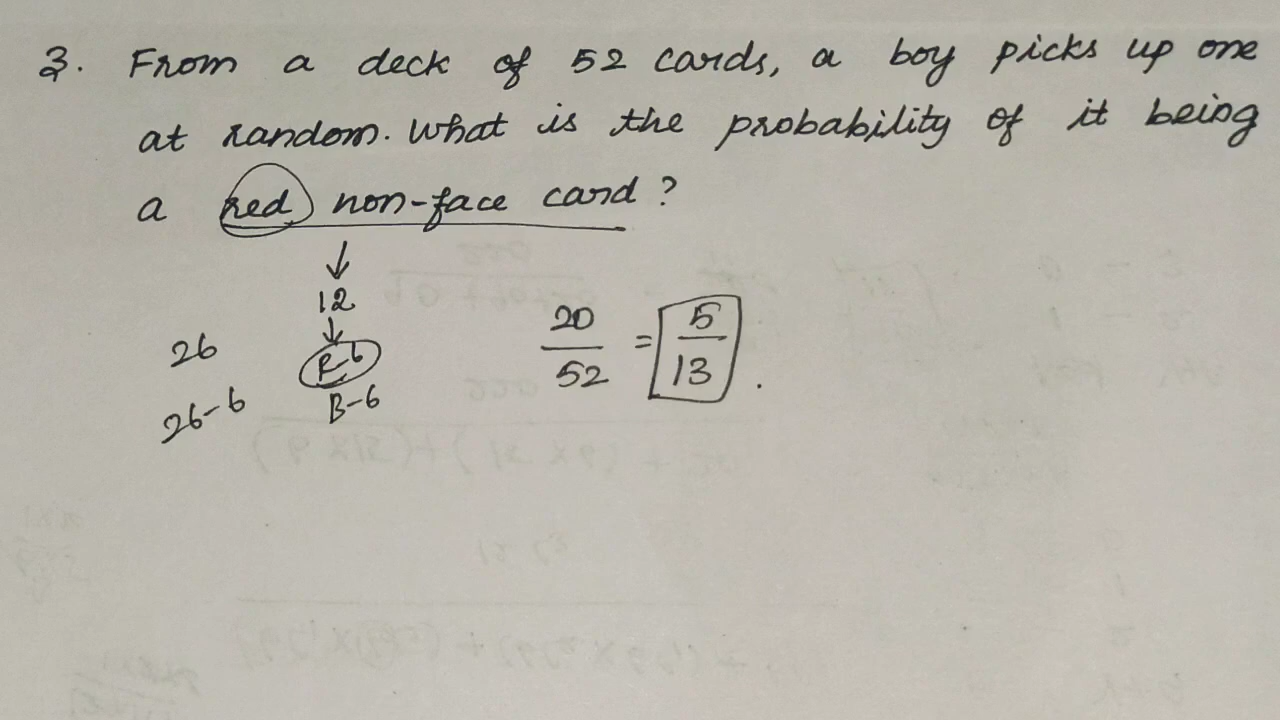 3. From a deck of 52 cards, a boy picks up one
at random. What is the probability of it being
a red non-face card?
↓
12
↓
26 R-6
26-6 B-6
20/52 = 5/13.